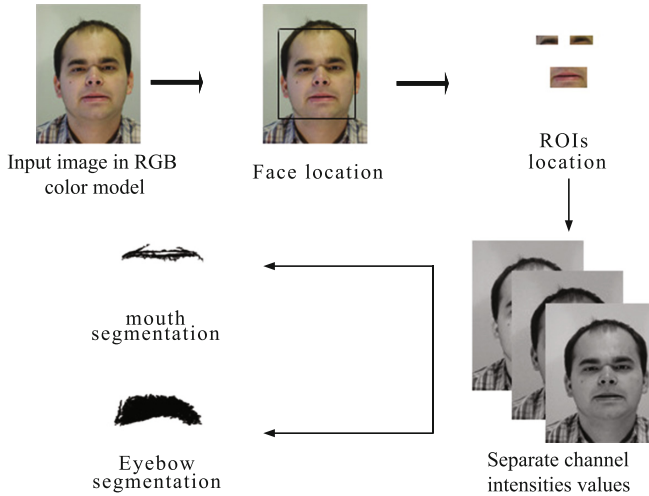 Input image in RGB
color model
Face location
ROIs
location
mouth
segmentation
Eyebow
segmentation
Separate channel
intensities values